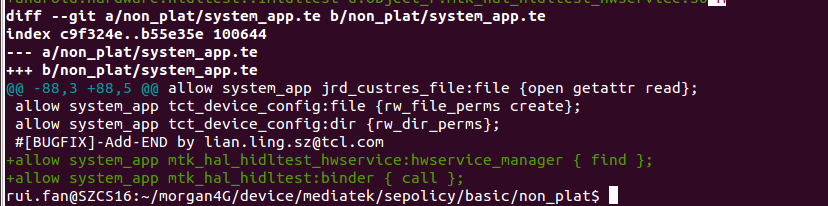 diff --git a/non_plat/system_app.te b/non_plat/system_app.te
index c9f324e..b55e35e 100644
--- a/non_plat/system_app.te
+++ b/non_plat/system_app.te
@@ -88,3 +88,5 @@ allow system_app jrd_custres_file:file {open getattr read};
 allow system_app tct_device_config:file {rw_file_perms create};
 allow system_app tct_device_config:dir {rw_dir_perms};
 #[BUGFIX]-Add-END by lian.ling.sz@tcl.com
+allow system_app mtk_hal_hidltest_hwservice:hwservice_manager { find };
+allow system_app mtk_hal_hidltest:binder { call };
rui.fan@SZCS16:~/morgan4G/device/mediatek/sepolicy/basic/non_plat$